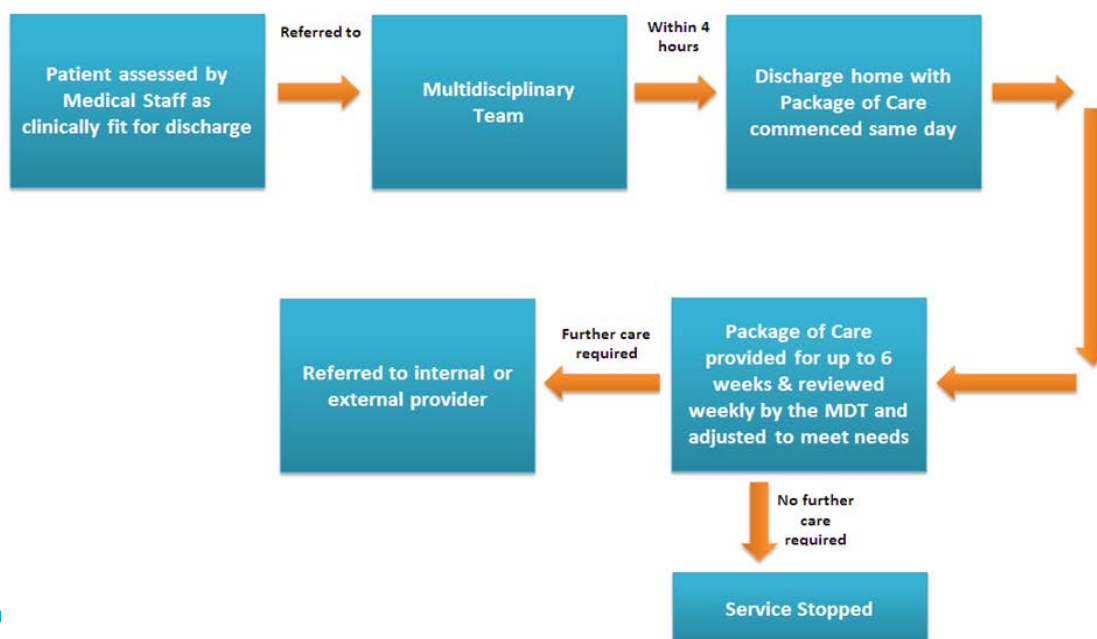 Patient assessed by
Medical Staff as
clinically fit for discharge
Referred to
Multidisciplinary
Team
Within 4
hours
Discharge home with
Package of Care
commenced same day
Package of Care
provided for up to 6
weeks & reviewed
weekly by the MDT and
adjusted to meet needs
Further care
required
Referred to internal or
external provider
No further
care
required
Service Stopped